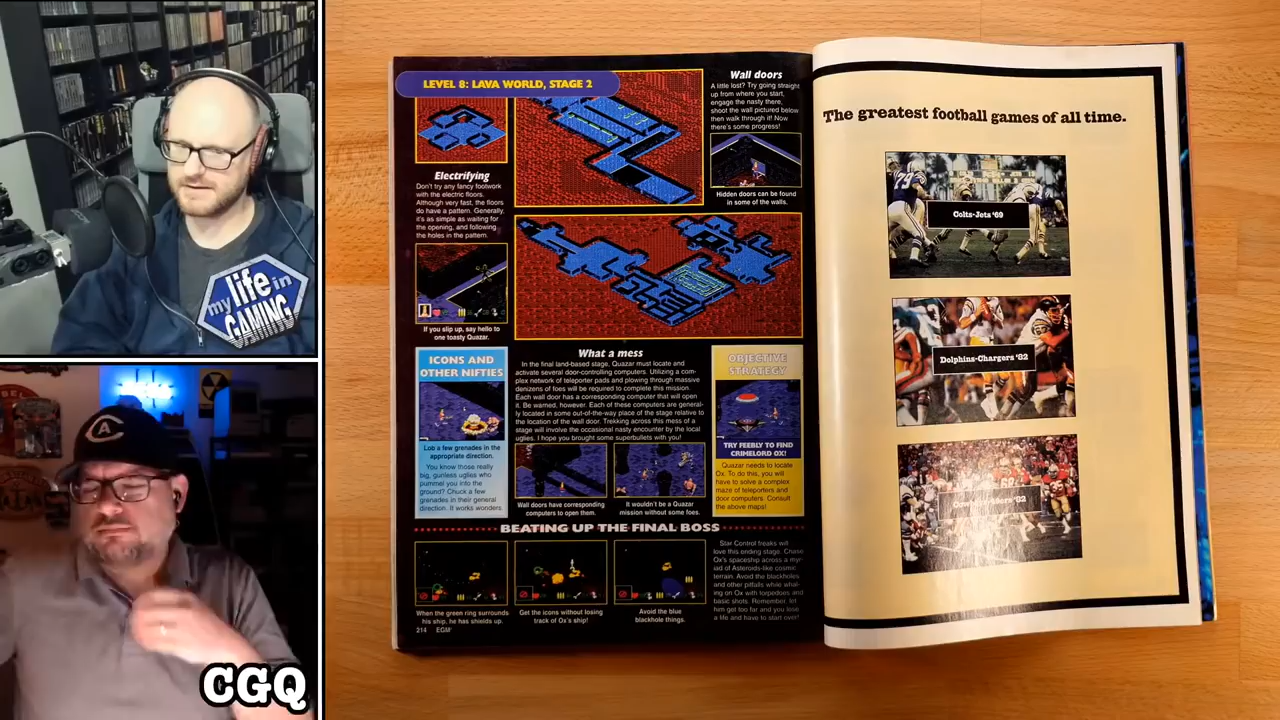 my
life in
GAMING
A
CGQ
LEVEL 8: LAVA WORLD, STAGE 2
Electrifying
Don't try any fancy footwork
with the electric floors.
Although very fast, the floors
do have a pattern. Generally,
it's as simple as waiting for
the opening, and following
the holes in the pattern.
If you slip up, say hello to
one toasty Quazar.
Wall doors
A little lost? Try going straight
up from where you start,
engage the nasty there,
shoot the wall pictured below
then walk through it! Now
there's some progress!
Hidden doors can be found
in some of the walls.
ICONS AND
OTHER NIFTIES
Lob a few grenades in the
appropriate direction.
You know those really
big, gunless uglies who
pummel you into the
ground? Chuck a few
grenades in their general
direction. It works wonders.
What a mess
In the final land-based stage, Quazar must locate and
activate several door-controlling computers. Utilizing a com-
plex network of teleporter pads and plowing through massive
denizens of foes will be required to complete this mission.
Each wall door has a corresponding computer that will open
it. Be warned, however. Each of these computers are general-
ly located in some out-of-the-way place of the stage relative to
the location of the wall door. Trekking across this mess of a
stage will involve the occasional nasty encounter by the local
uglies. I hope you brought some superbullets with you!
Wall doors have corresponding
computers to open them.
It wouldn't be a Quazar
mission without some foes.
OBJECTIVE
STRATEGY
TRY FEEBLY TO FIND
CRIMELORD OX!
Quazar needs to locate
Ox. To do this, you will
have to solve a complex
maze of teleporters and
door computers. Consult
the above maps!
BEATING UP THE FINAL BOSS
When the green ring surrounds
his ship, he has shields up.
Get the icons without losing
track of Ox's ship!
Avoid the blue
blackhole things.
Star Control freaks will
love this ending stage. Chase
Ox's spaceship across a myr-
iad of Asteroids-like cosmic
terrain. Avoid the blackholes
and other pitfalls while whal-
ing on Ox with torpedoes and
basic shots. Remember, let
him get too far and you lose
a life and have to start over!
214 EGM²
The greatest football games of all time.
Colts-Jets '69
Dolphins-Chargers '82